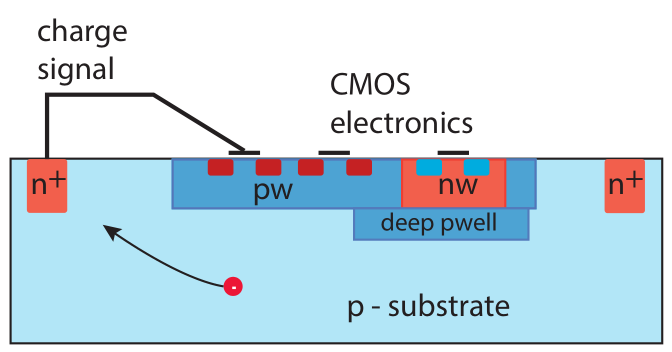 charge
signal
CMOS
electronics
n+
pw
nw
n+
deep pwell
-
p - substrate